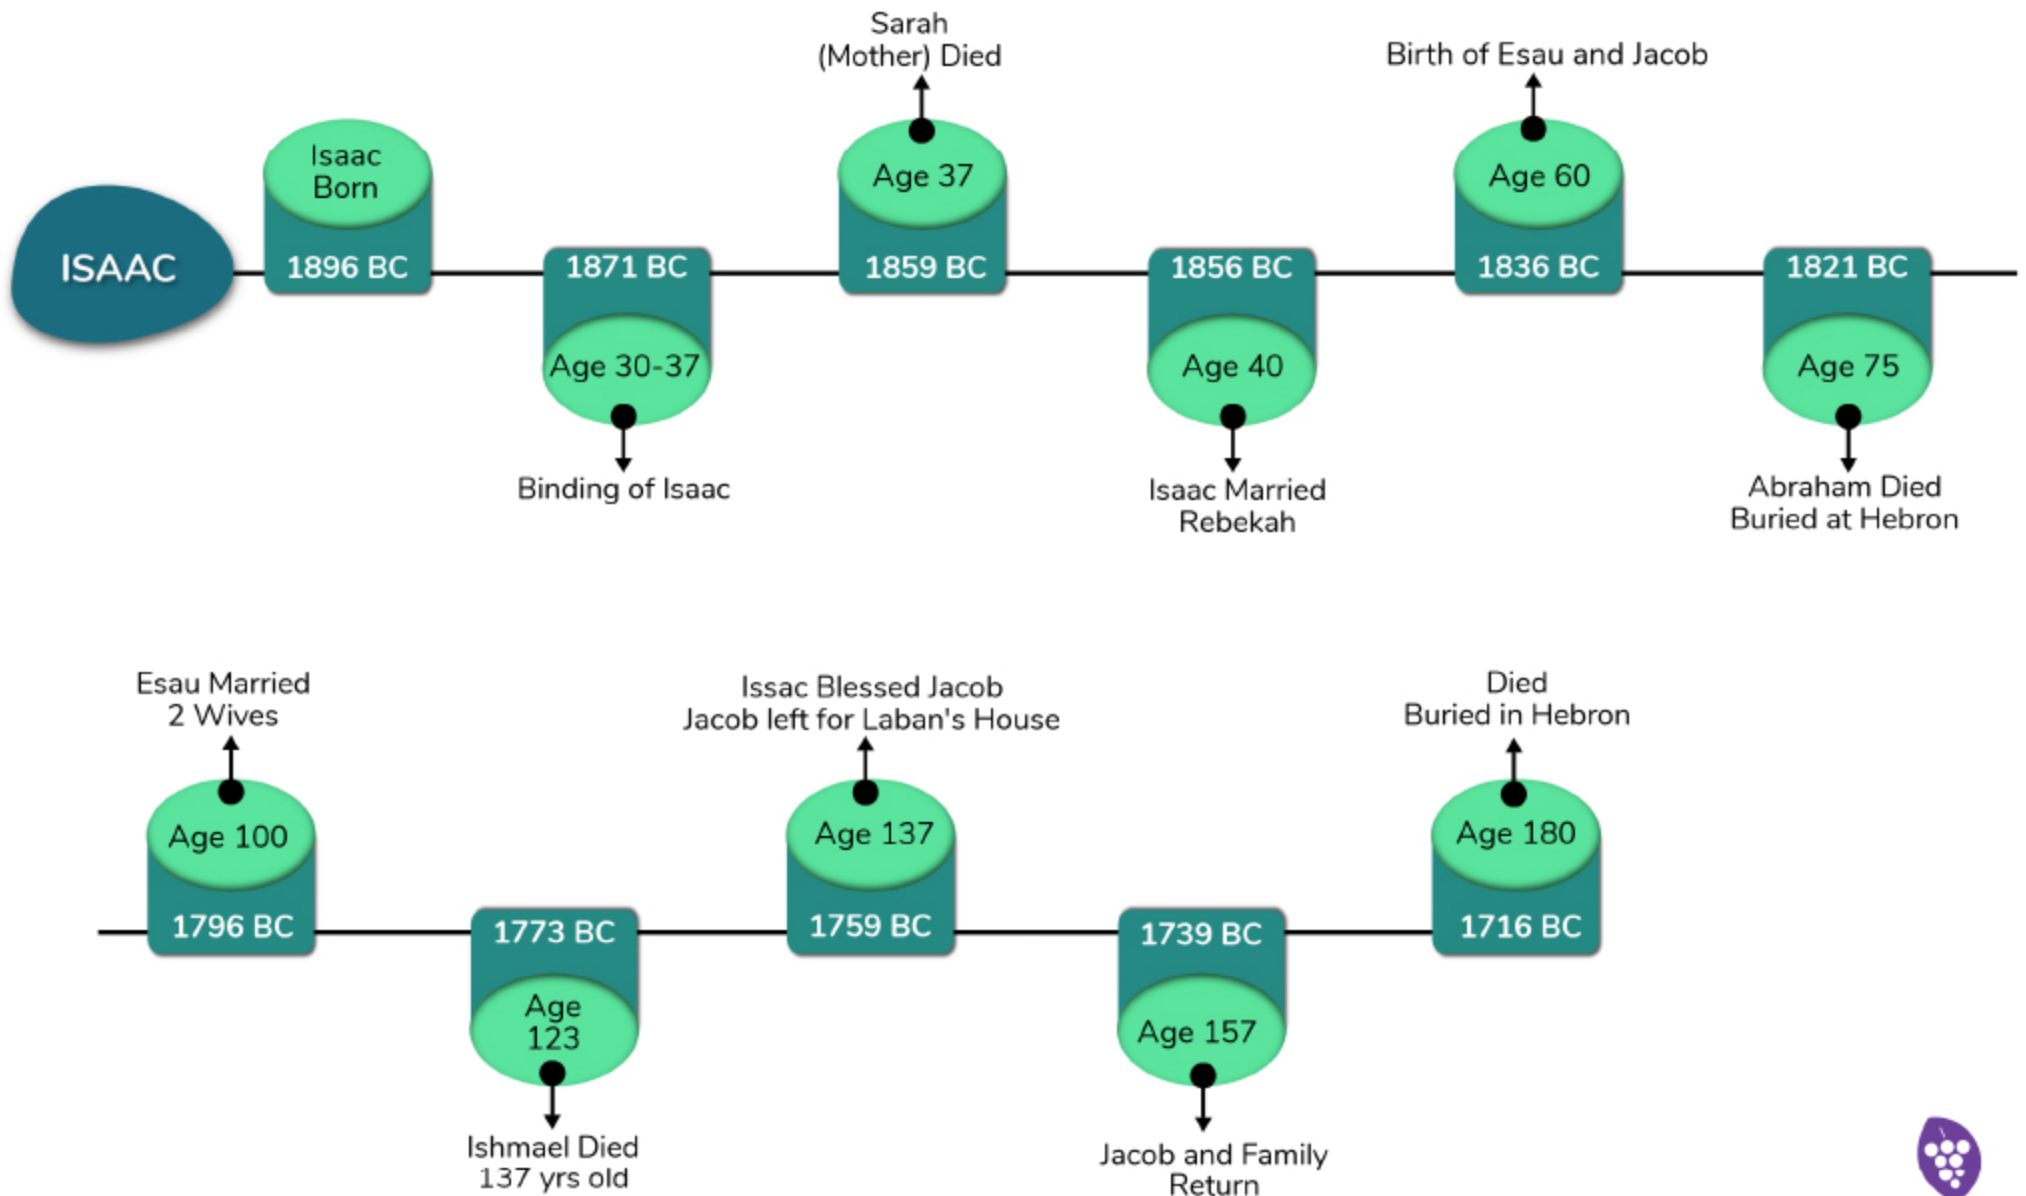 ISAAC
Isaac
Born
1896 BC
1871 BC
Age 30-37
Binding of Isaac
Sarah
(Mother) Died
Age 37
1859 BC
1856 BC
Age 40
Isaac Married
Rebekah
Birth of Esau and Jacob
Age 60
1836 BC
1821 BC
Age 75
Abraham Died
Buried at Hebron
Esau Married
2 Wives
Age 100
1796 BC
1773 BC
Age
123
Ishmael Died
137 yrs old
Issac Blessed Jacob
Jacob left for Laban's House
Age 137
1759 BC
1739 BC
Age 157
Jacob and Family
Return
Died
Buried in Hebron
Age 180
1716 BC